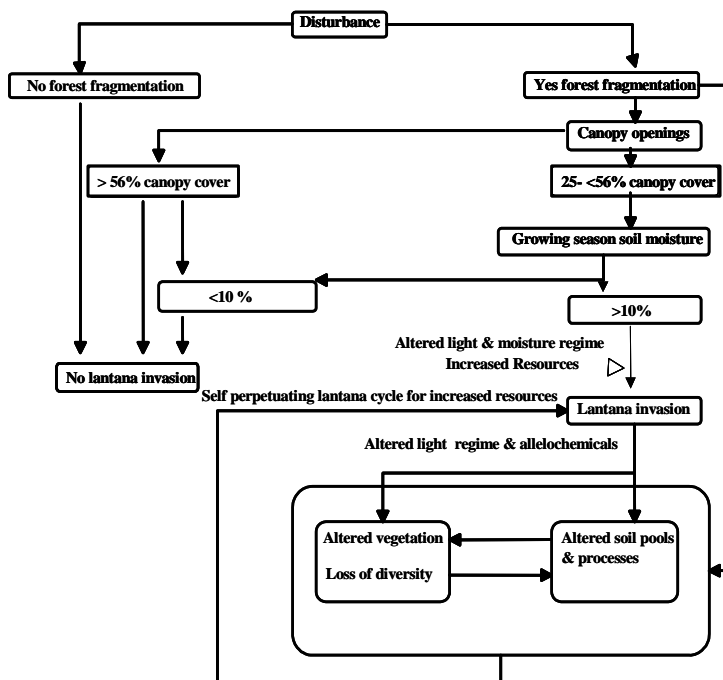 Disturbance
No forest fragmentation
Yes forest fragmentation
Canopy openings
> 56% canopy cover
25- <56% canopy cover
Growing season soil moisture
<10 %
>10%
Altered light & moisture regime
Increased Resources
No lantana invasion
Self perpetuating lantana cycle for increased resources
Lantana invasion
Altered light regime & allelochemicals
Altered vegetation
Loss of diversity
Altered soil pools
& processes